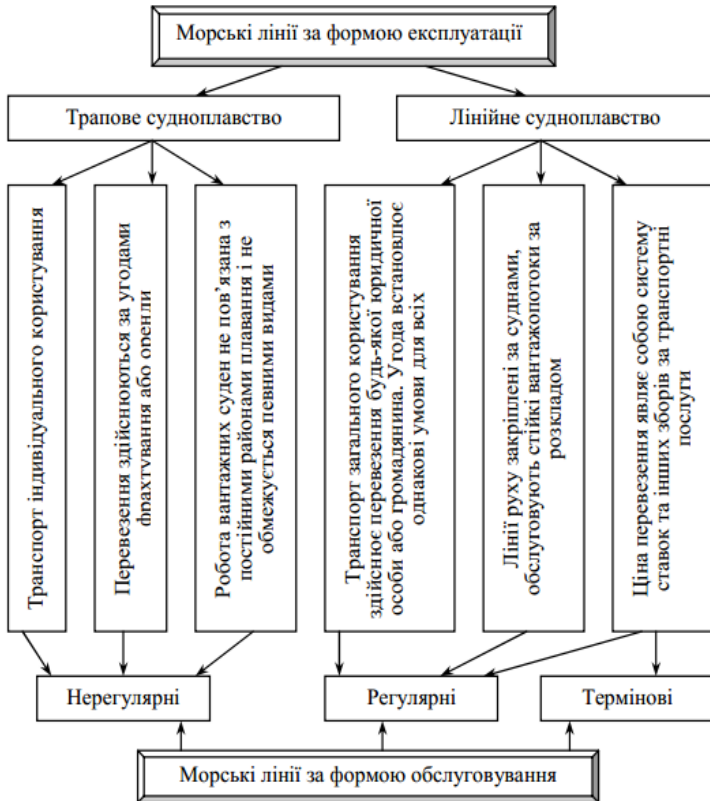 Морські лінії за формою експлуатації
Трапове судноплавство
Лінійне судноплавство
Транспорт індивідуального користування
Перевезення здійснюються за угодами
фрахтування або оренди
Робота вантажних суден не пов’язана з
постійними районами плавання і не
обмежується певними видами
Транспорт загального користування
здійснює перевезення будь-якої юридичної
особи або громадянина. Угода встановлює
однакові умови для всіх
Лінії руху закріплені за суднами,
обслуговують стійкі вантажопотоки за
розкладом
Ціна перевезення являє собою систему
ставок та інших зборів за транспортні
послуги
Нерегулярні
Регулярні
Термінові
Морські лінії за формою обслуговування